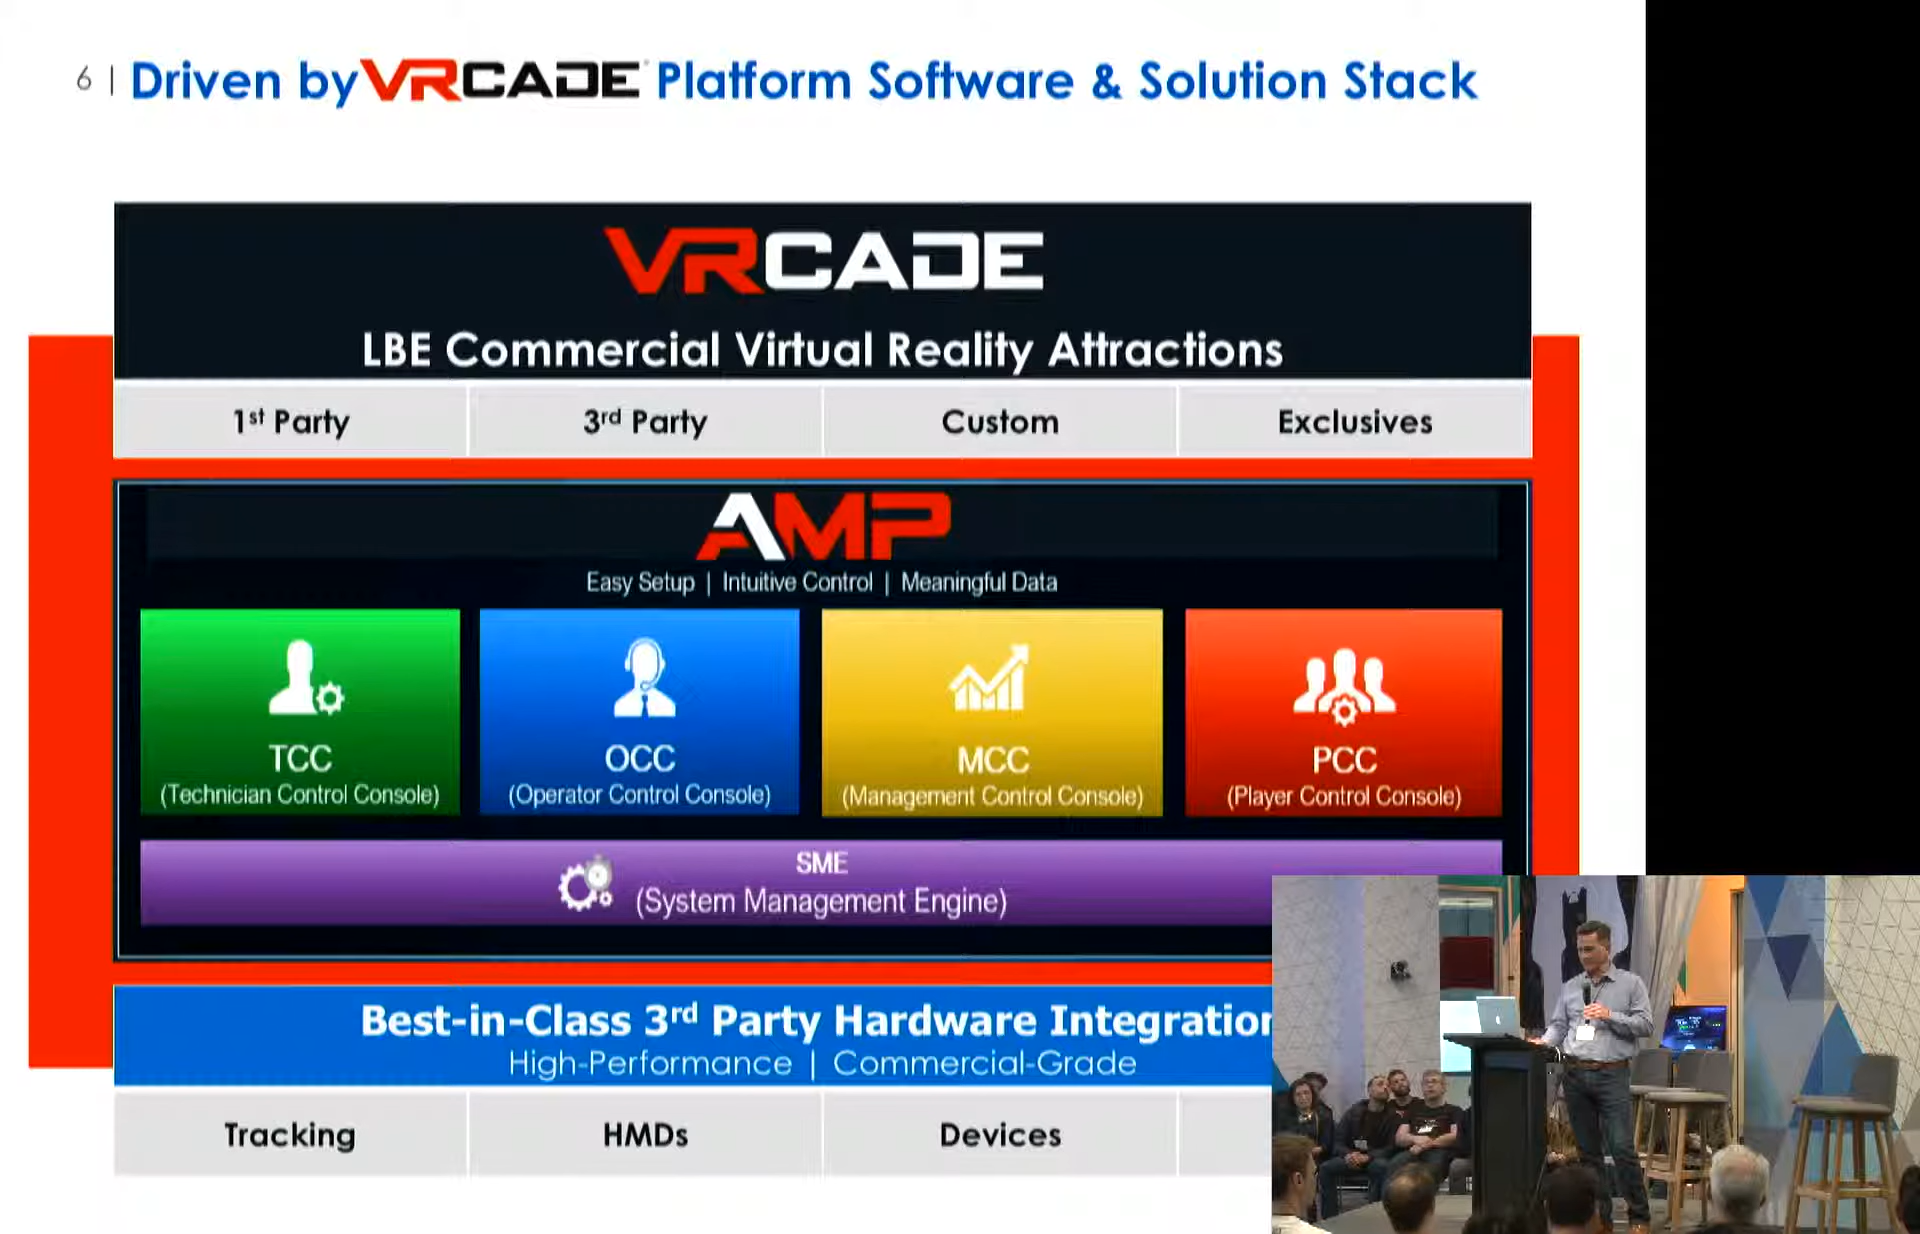 6 | Driven by VRCADE Platform Software & Solution Stack
VRCADE
LBE Commercial Virtual Reality Attractions
1st Party
3rd Party
Custom
Exclusives
AMP
Easy Setup | Intuitive Control | Meaningful Data
TCC
(Technician Control Console)
OCC
(Operator Control Console)
MCC
(Management Control Console)
PCC
(Player Control Console)
SME
(System Management Engine)
Best-in-Class 3rd Party Hardware
High-Performance | Commercial-Grade
Tracking
HMDs
Devices